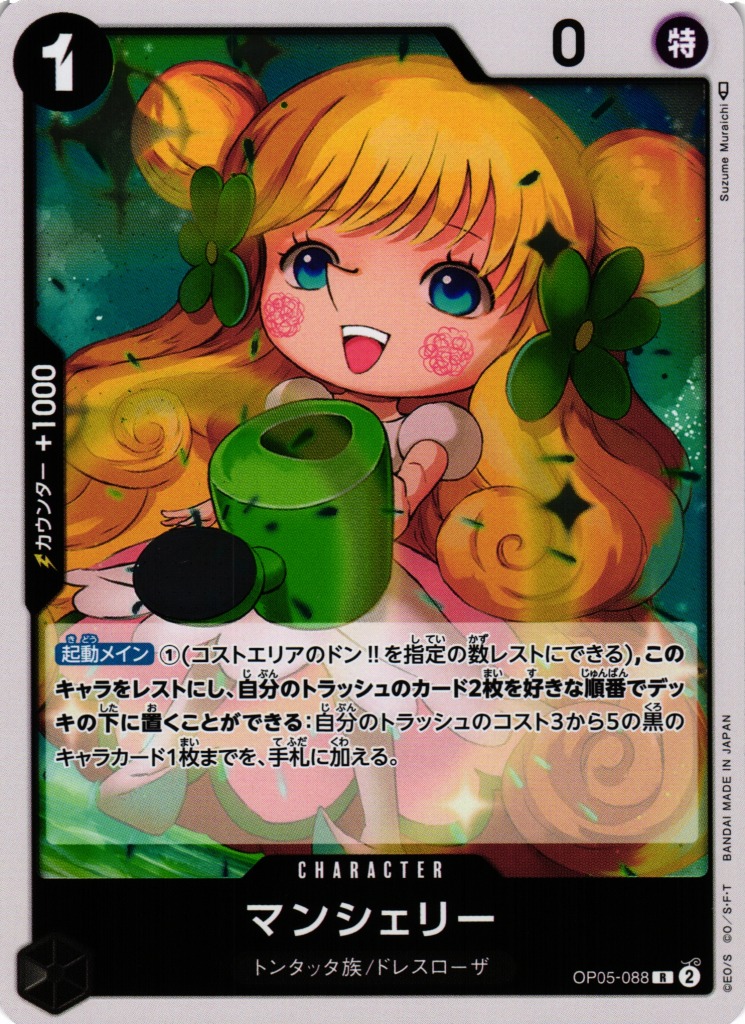 1
0
特
Suzume Muraichi
カウンター +1000
起動メイン ①(コストエリアのドン!!を指定の数レストにできる),この
キャラをレストにし、自分のトラッシュのカード2枚を好きな順番でデッ
キの下に置くことができる:自分のトラッシュのコスト3から5の黒の
キャラカード1枚までを、手札に加える。
CHARACTER
マンシェリー
トンタッタ族/ドレスローザ
OP05-088 R 2
©EO/S ©O/S・F・T BANDAI MADE IN JAPAN